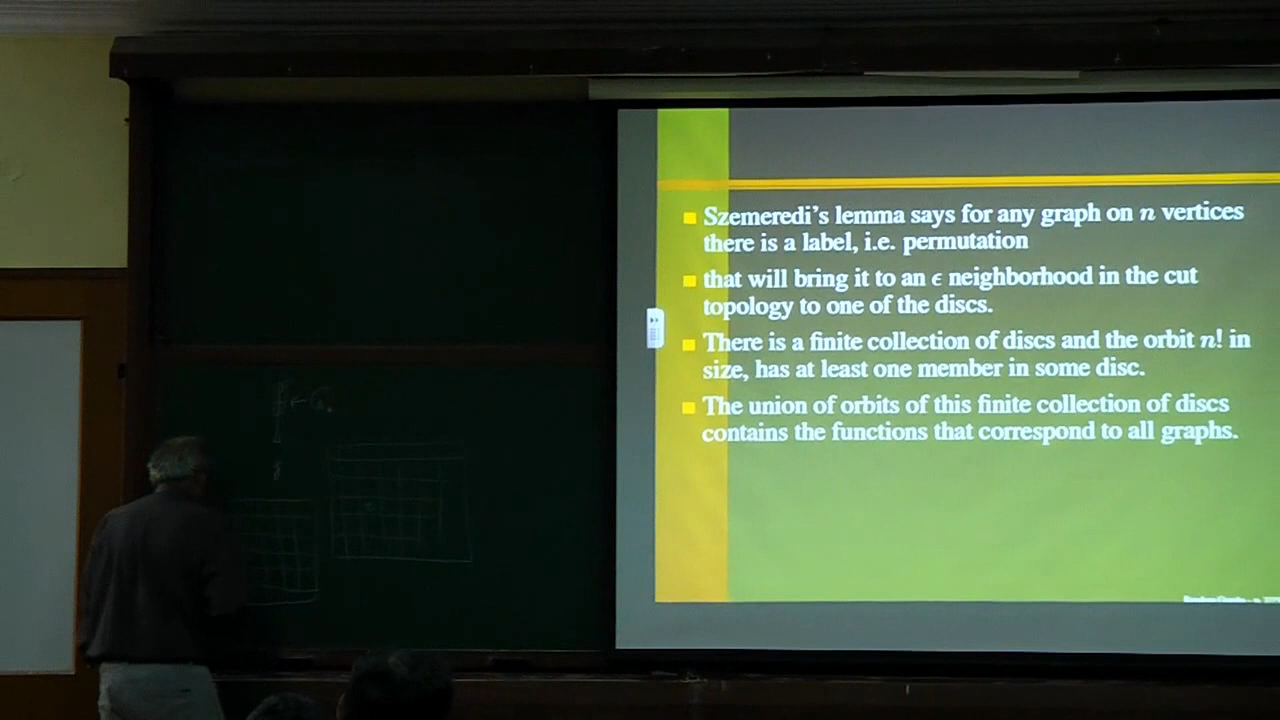 Szemeredi's lemma says for any graph on n vertices
there is a label, i.e. permutation
that will bring it to an ϵ neighborhood in the cut
topology to one of the discs.
There is a finite collection of discs and the orbit n! in
size, has at least one member in some disc.
The union of orbits of this finite collection of discs
contains the functions that correspond to all graphs.